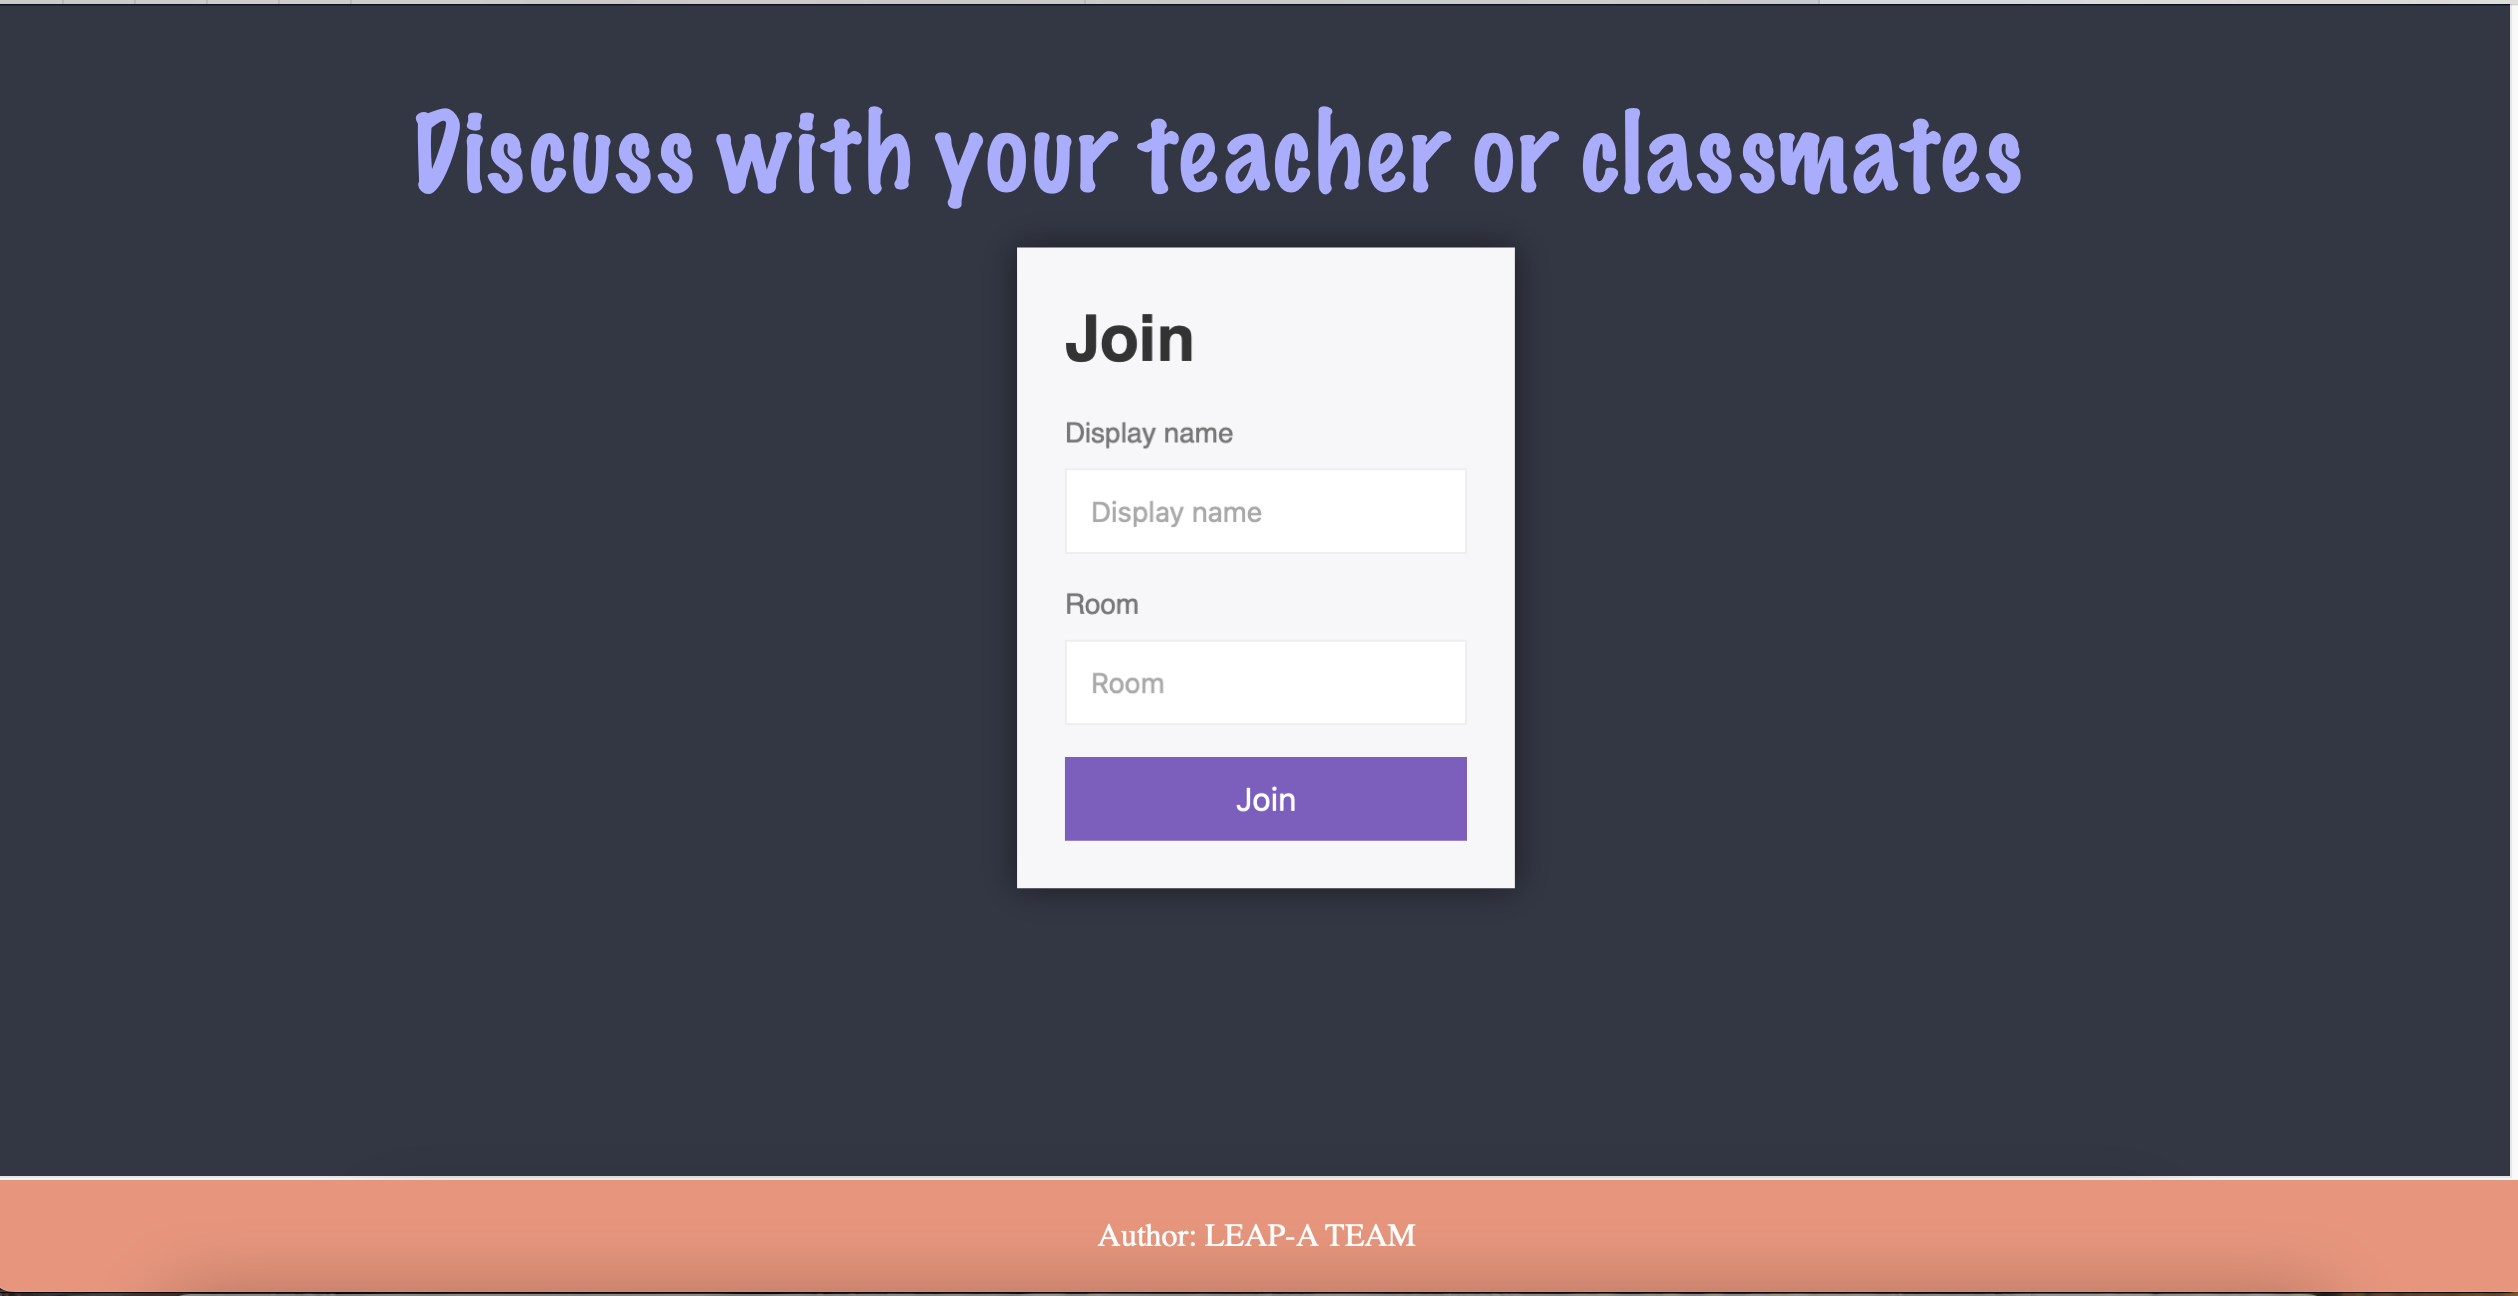 Discuss with your teacher or classmates
Join
Display name
Display name
Room
Room
Join
Author: LEAP-A TEAM